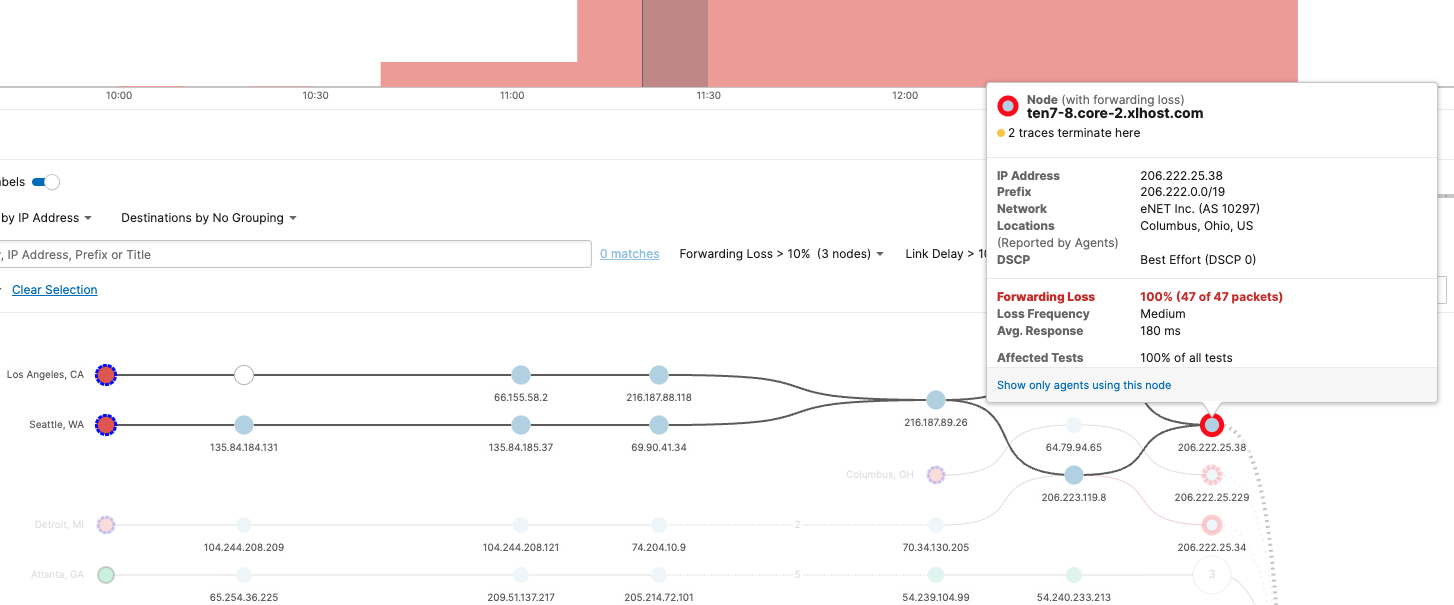 10:00
10:30
11:00
11:30
12:00
Node (with forwarding loss)
ten7-8.core-2.xlhost.com
2 traces terminate here
IP Address 206.222.25.38
Prefix 206.222.0.0/19
Network eNET Inc. (AS 10297)
Locations Columbus, Ohio, US
(Reported by Agents)
DSCP Best Effort (DSCP 0)
Forwarding Loss 100% (47 of 47 packets)
Loss Frequency Medium
Avg. Response 180 ms
Affected Tests 100% of all tests
Show only agents using this node
abels
by IP Address
Destinations by No Grouping
, IP Address, Prefix or Title
0 matches
Forwarding Loss > 10% (3 nodes)
Link Delay > 10
Clear Selection
Los Angeles, CA
66.155.58.2
216.187.88.118
Seattle, WA
135.84.184.131
135.84.185.37
69.90.41.34
216.187.89.26
64.79.94.65
206.222.25.38
Columbus, OH
206.223.119.8
206.222.25.229
Detroit, MI
2
104.244.208.209
104.244.208.121
74.204.10.9
70.34.130.205
206.222.25.34
Atlanta, GA
5
3
65.254.36.225
209.51.137.217
205.214.72.101
54.239.104.99
54.240.233.213